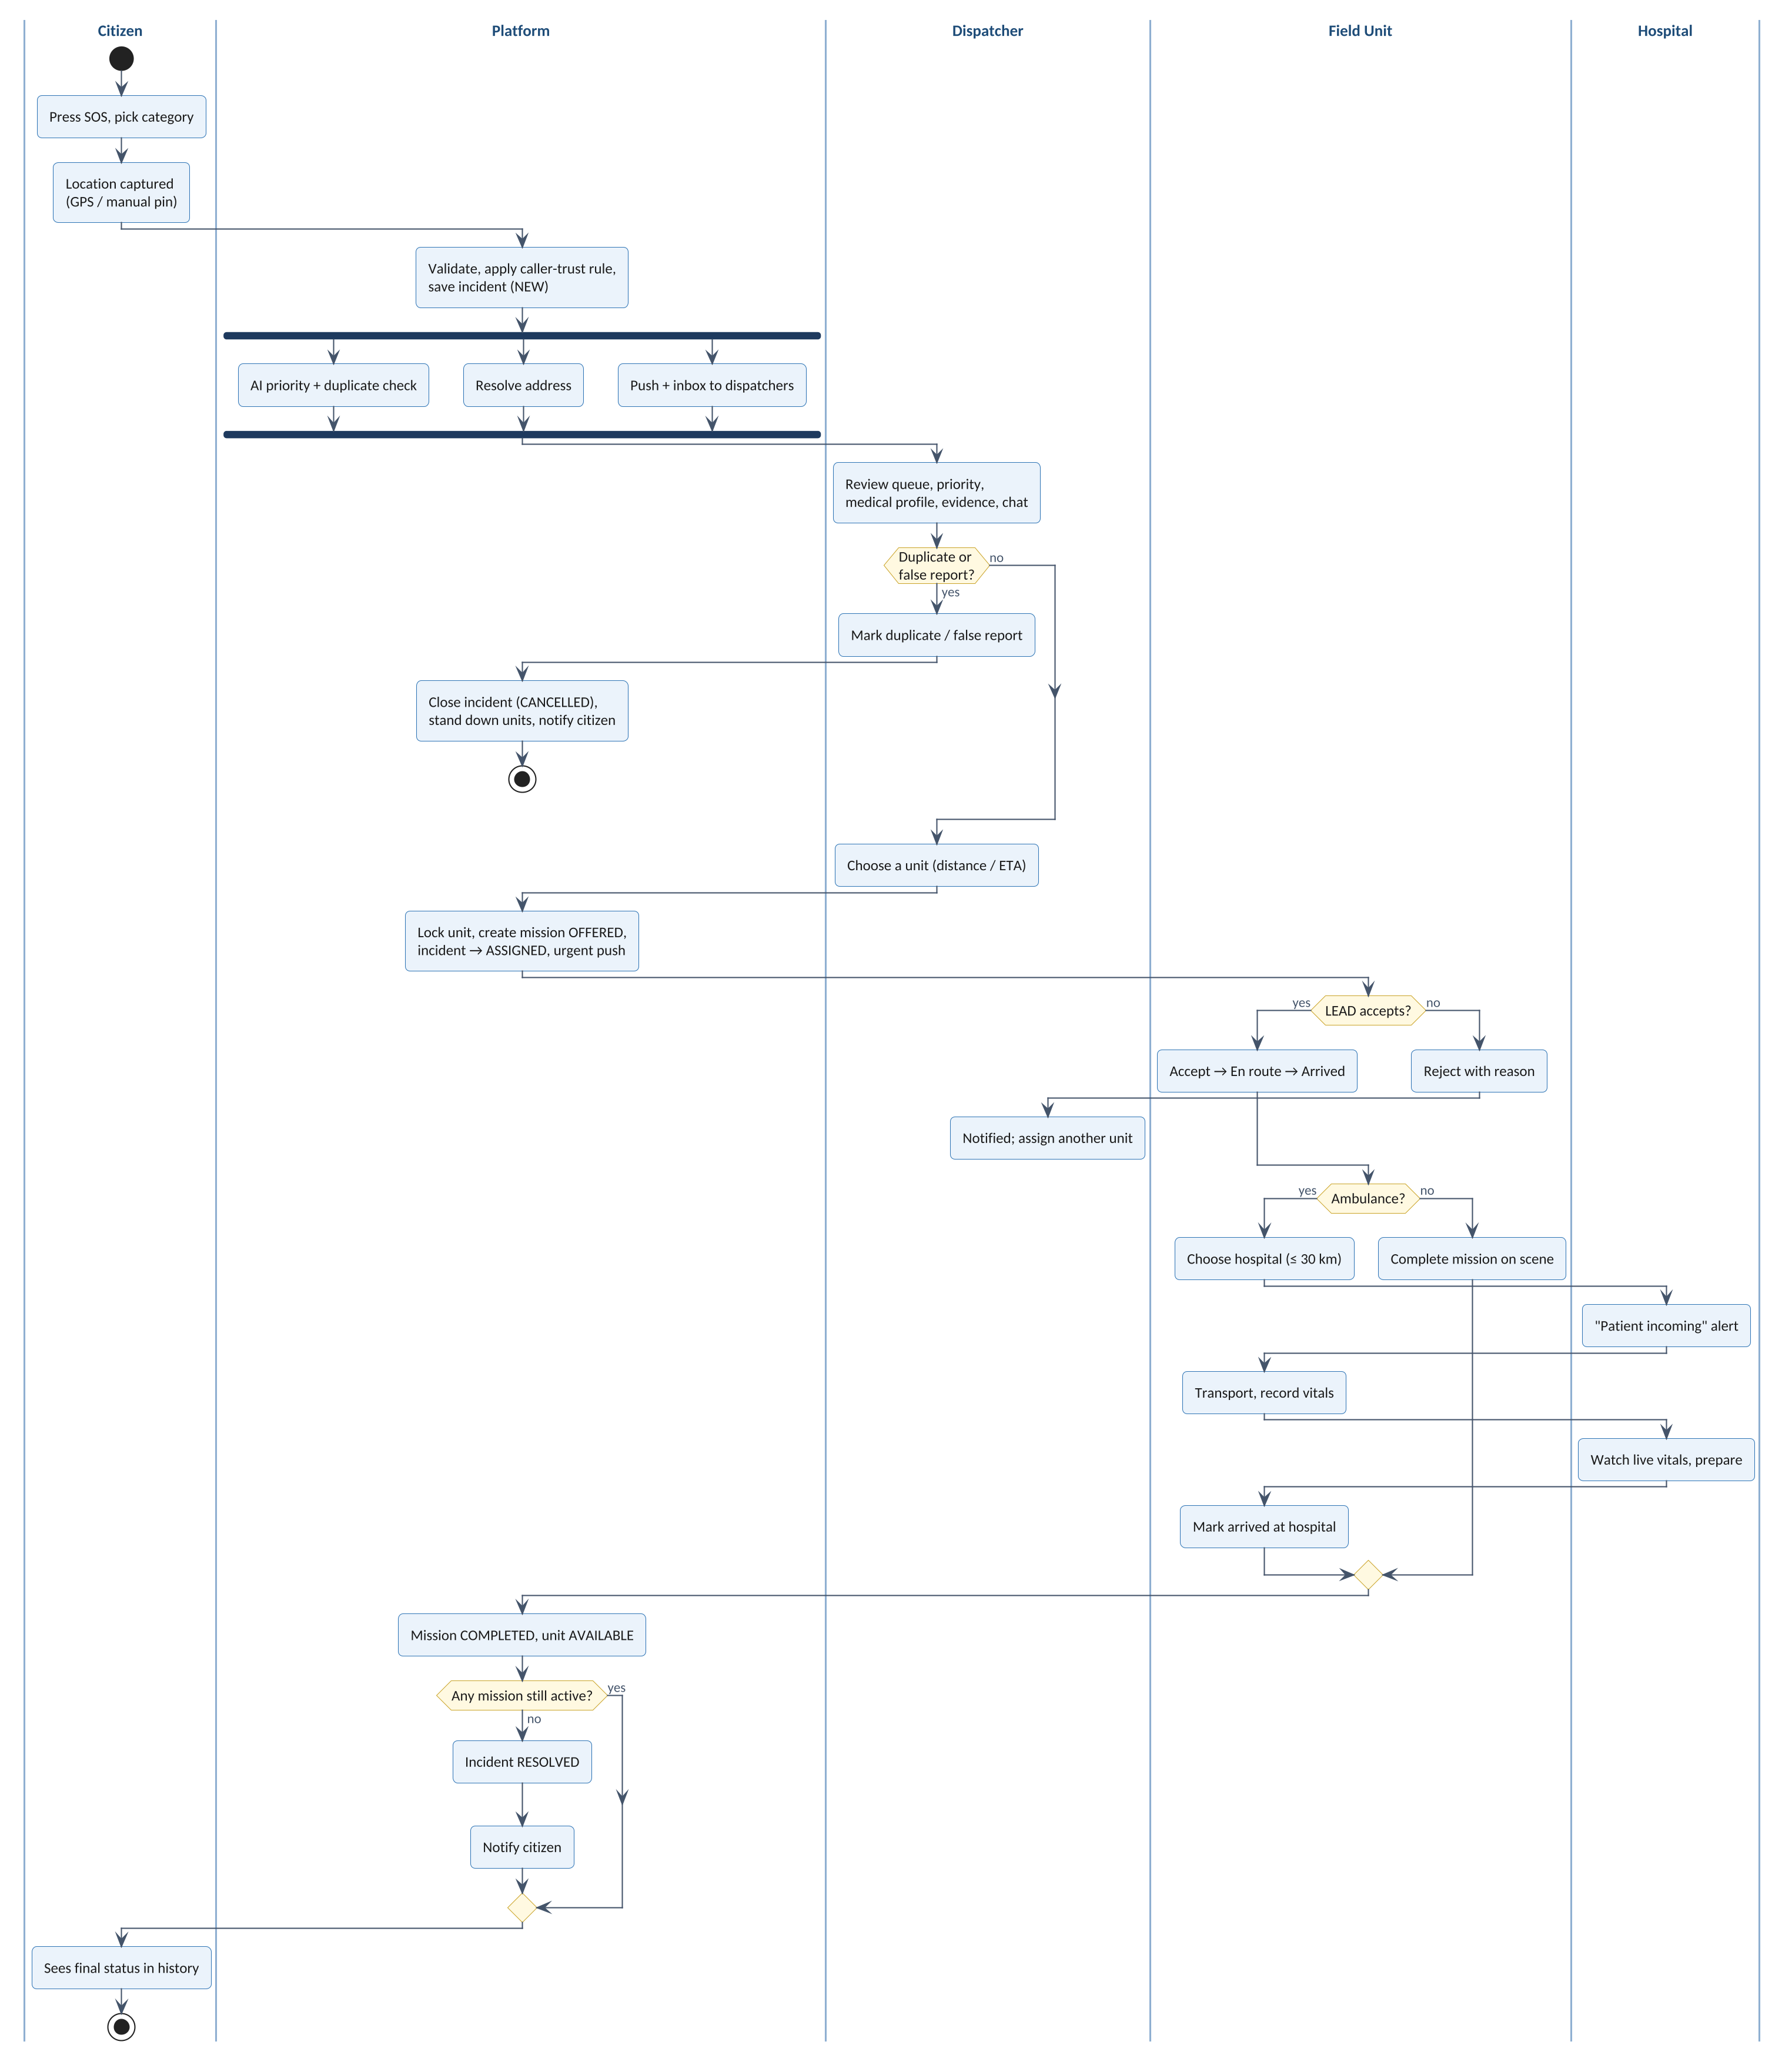 Citizen
Platform
Dispatcher
Field Unit
Hospital
Press SOS, pick category
Location captured
(GPS / manual pin)
Validate, apply caller-trust rule,
save incident (NEW)
AI priority + duplicate check
Resolve address
Push + inbox to dispatchers
Review queue, priority,
medical profile, evidence, chat
Duplicate or
false report?
no
yes
Mark duplicate / false report
Close incident (CANCELLED),
stand down units, notify citizen
Choose a unit (distance / ETA)
Lock unit, create mission OFFERED,
incident → ASSIGNED, urgent push
yes
LEAD accepts?
no
Accept → En route → Arrived
Reject with reason
Notified; assign another unit
yes
Ambulance?
no
Choose hospital (≤ 30 km)
Complete mission on scene
"Patient incoming" alert
Transport, record vitals
Watch live vitals, prepare
Mark arrived at hospital
Mission COMPLETED, unit AVAILABLE
Any mission still active?
yes
no
Incident RESOLVED
Notify citizen
Sees final status in history